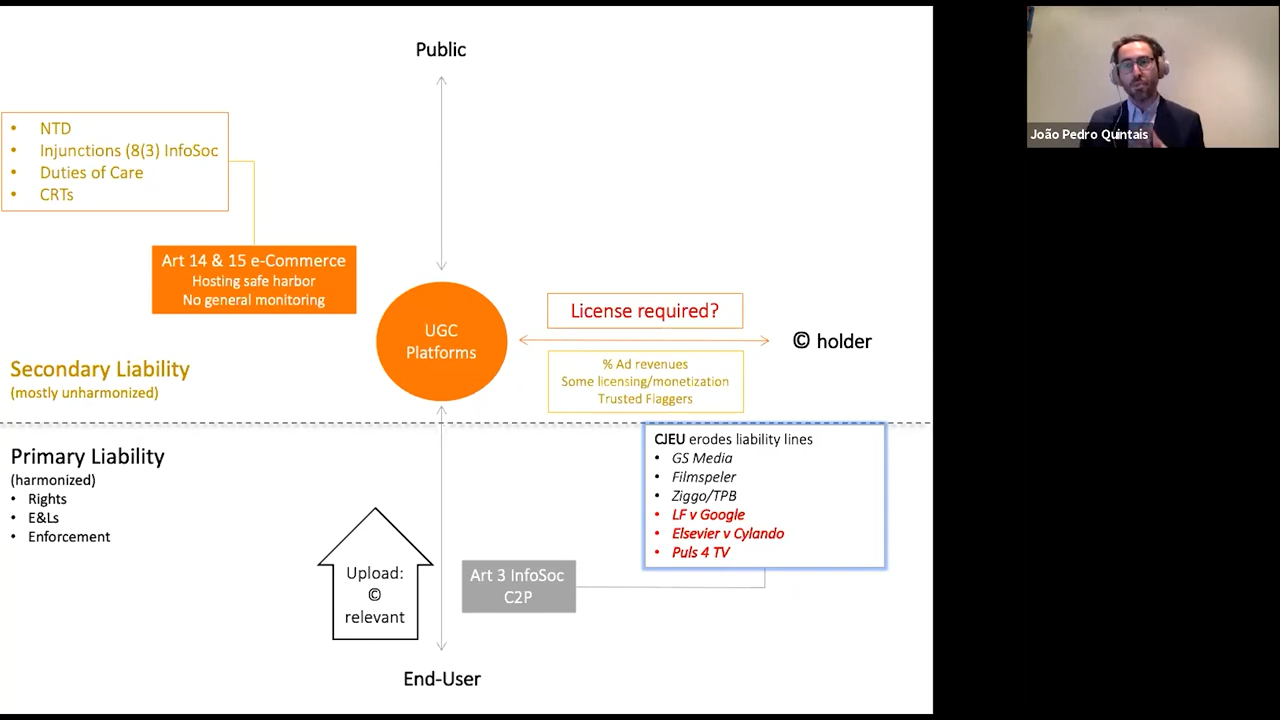 Public
• NTD
• Injunctions (8(3) InfoSoc
• Duties of Care
• CRTs
Art 14 & 15 e-Commerce
Hosting safe harbor
No general monitoring
UGC
Platforms
License required?
© holder
% Ad revenues
Some licensing/monetization
Trusted Flaggers
Secondary Liability
(mostly unharmonized)
Primary Liability
(harmonized)
• Rights
• E&Ls
• Enforcement
CJEU erodes liability lines
• GS Media
• Filmspeler
• Ziggo/TPB
• LF v Google
• Elsevier v Cylando
• Puls 4 TV
Upload:
©
relevant
Art 3 InfoSoc
C2P
End-User
João Pedro Quintais